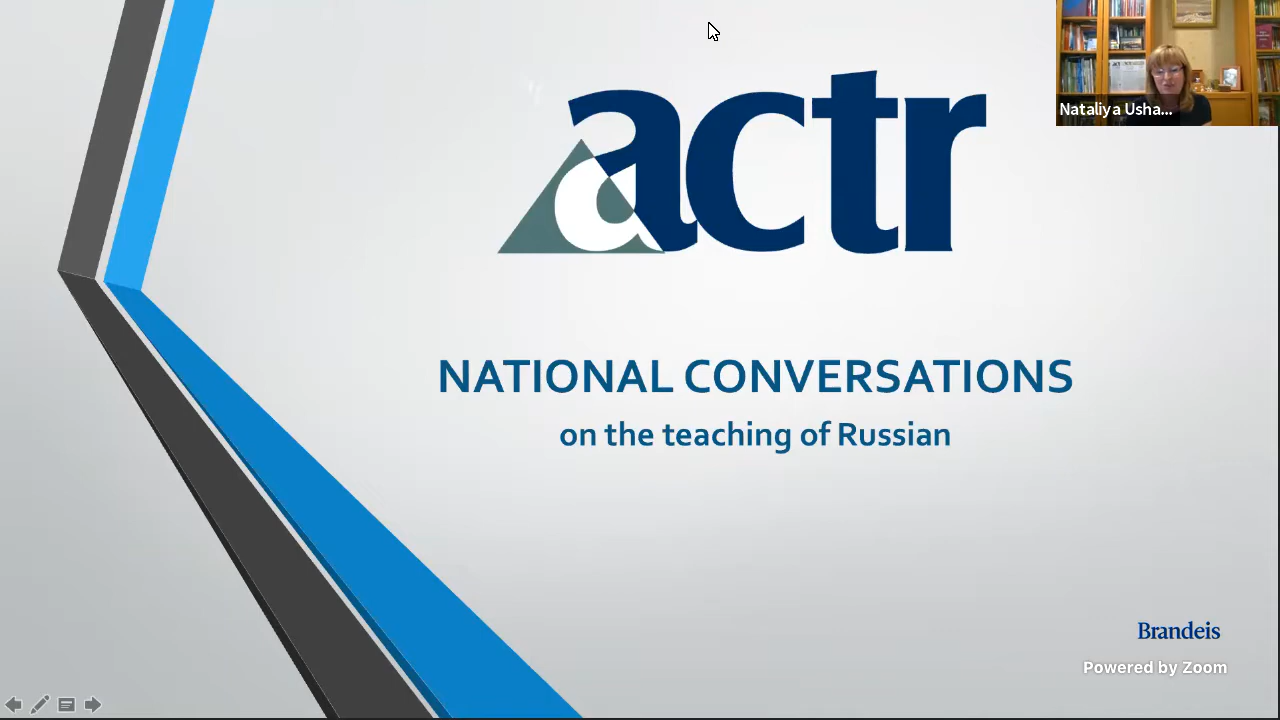 actr
a
Nataliya Usha...
NATIONAL CONVERSATIONS
on the teaching of Russian
Brandeis
Powered by Zoom